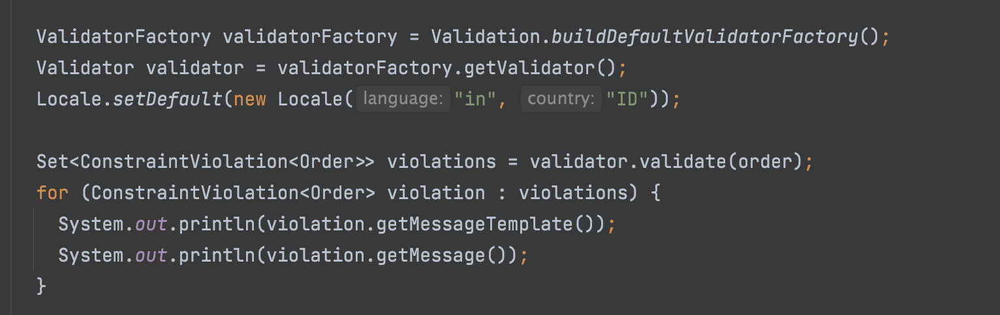 ValidatorFactory validatorFactory = Validation.buildDefaultValidatorFactory();
Validator validator = validatorFactory.getValidator();
Locale.setDefault(new Locale( language: "in", country: "ID"));
Set<ConstraintViolation<Order>> violations = validator.validate(order);
for (ConstraintViolation<Order> violation : violations) {
System.out.println(violation.getMessageTemplate());
System.out.println(violation.getMessage());
}